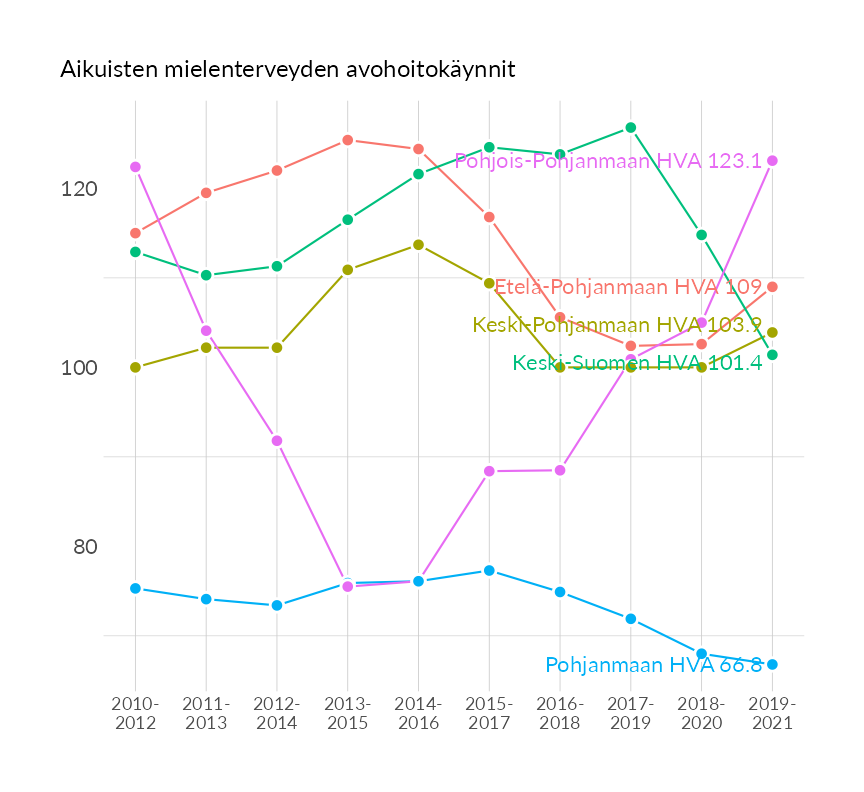 Aikuisten mielenterveyden avohoitokäynnit
Pohjois-Pohjanmaan HVA 123.1
120
Etelä-Pohjanmaan HVA 109
Keski-Pohjanmaan HVA 103.9
Keski-Suomen HVA 101.4
100
80
Pohjanmaan HVA 66.8
2010- 2011- 2012- 2013- 2014- 2015- 2016- 2017- 2018- 2019-
2012 2013 2014 2015 2016 2017 2018 2019 2020 2021